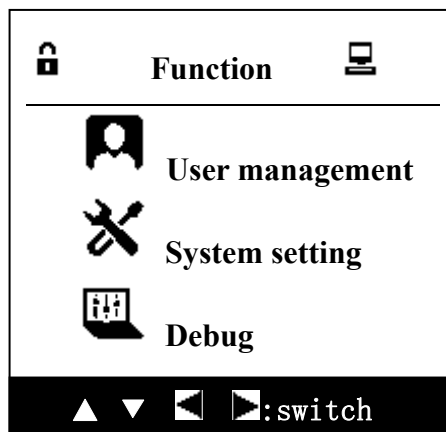 Function
User management
System setting
Debug
▲ ▼ ◀ ▶:switch